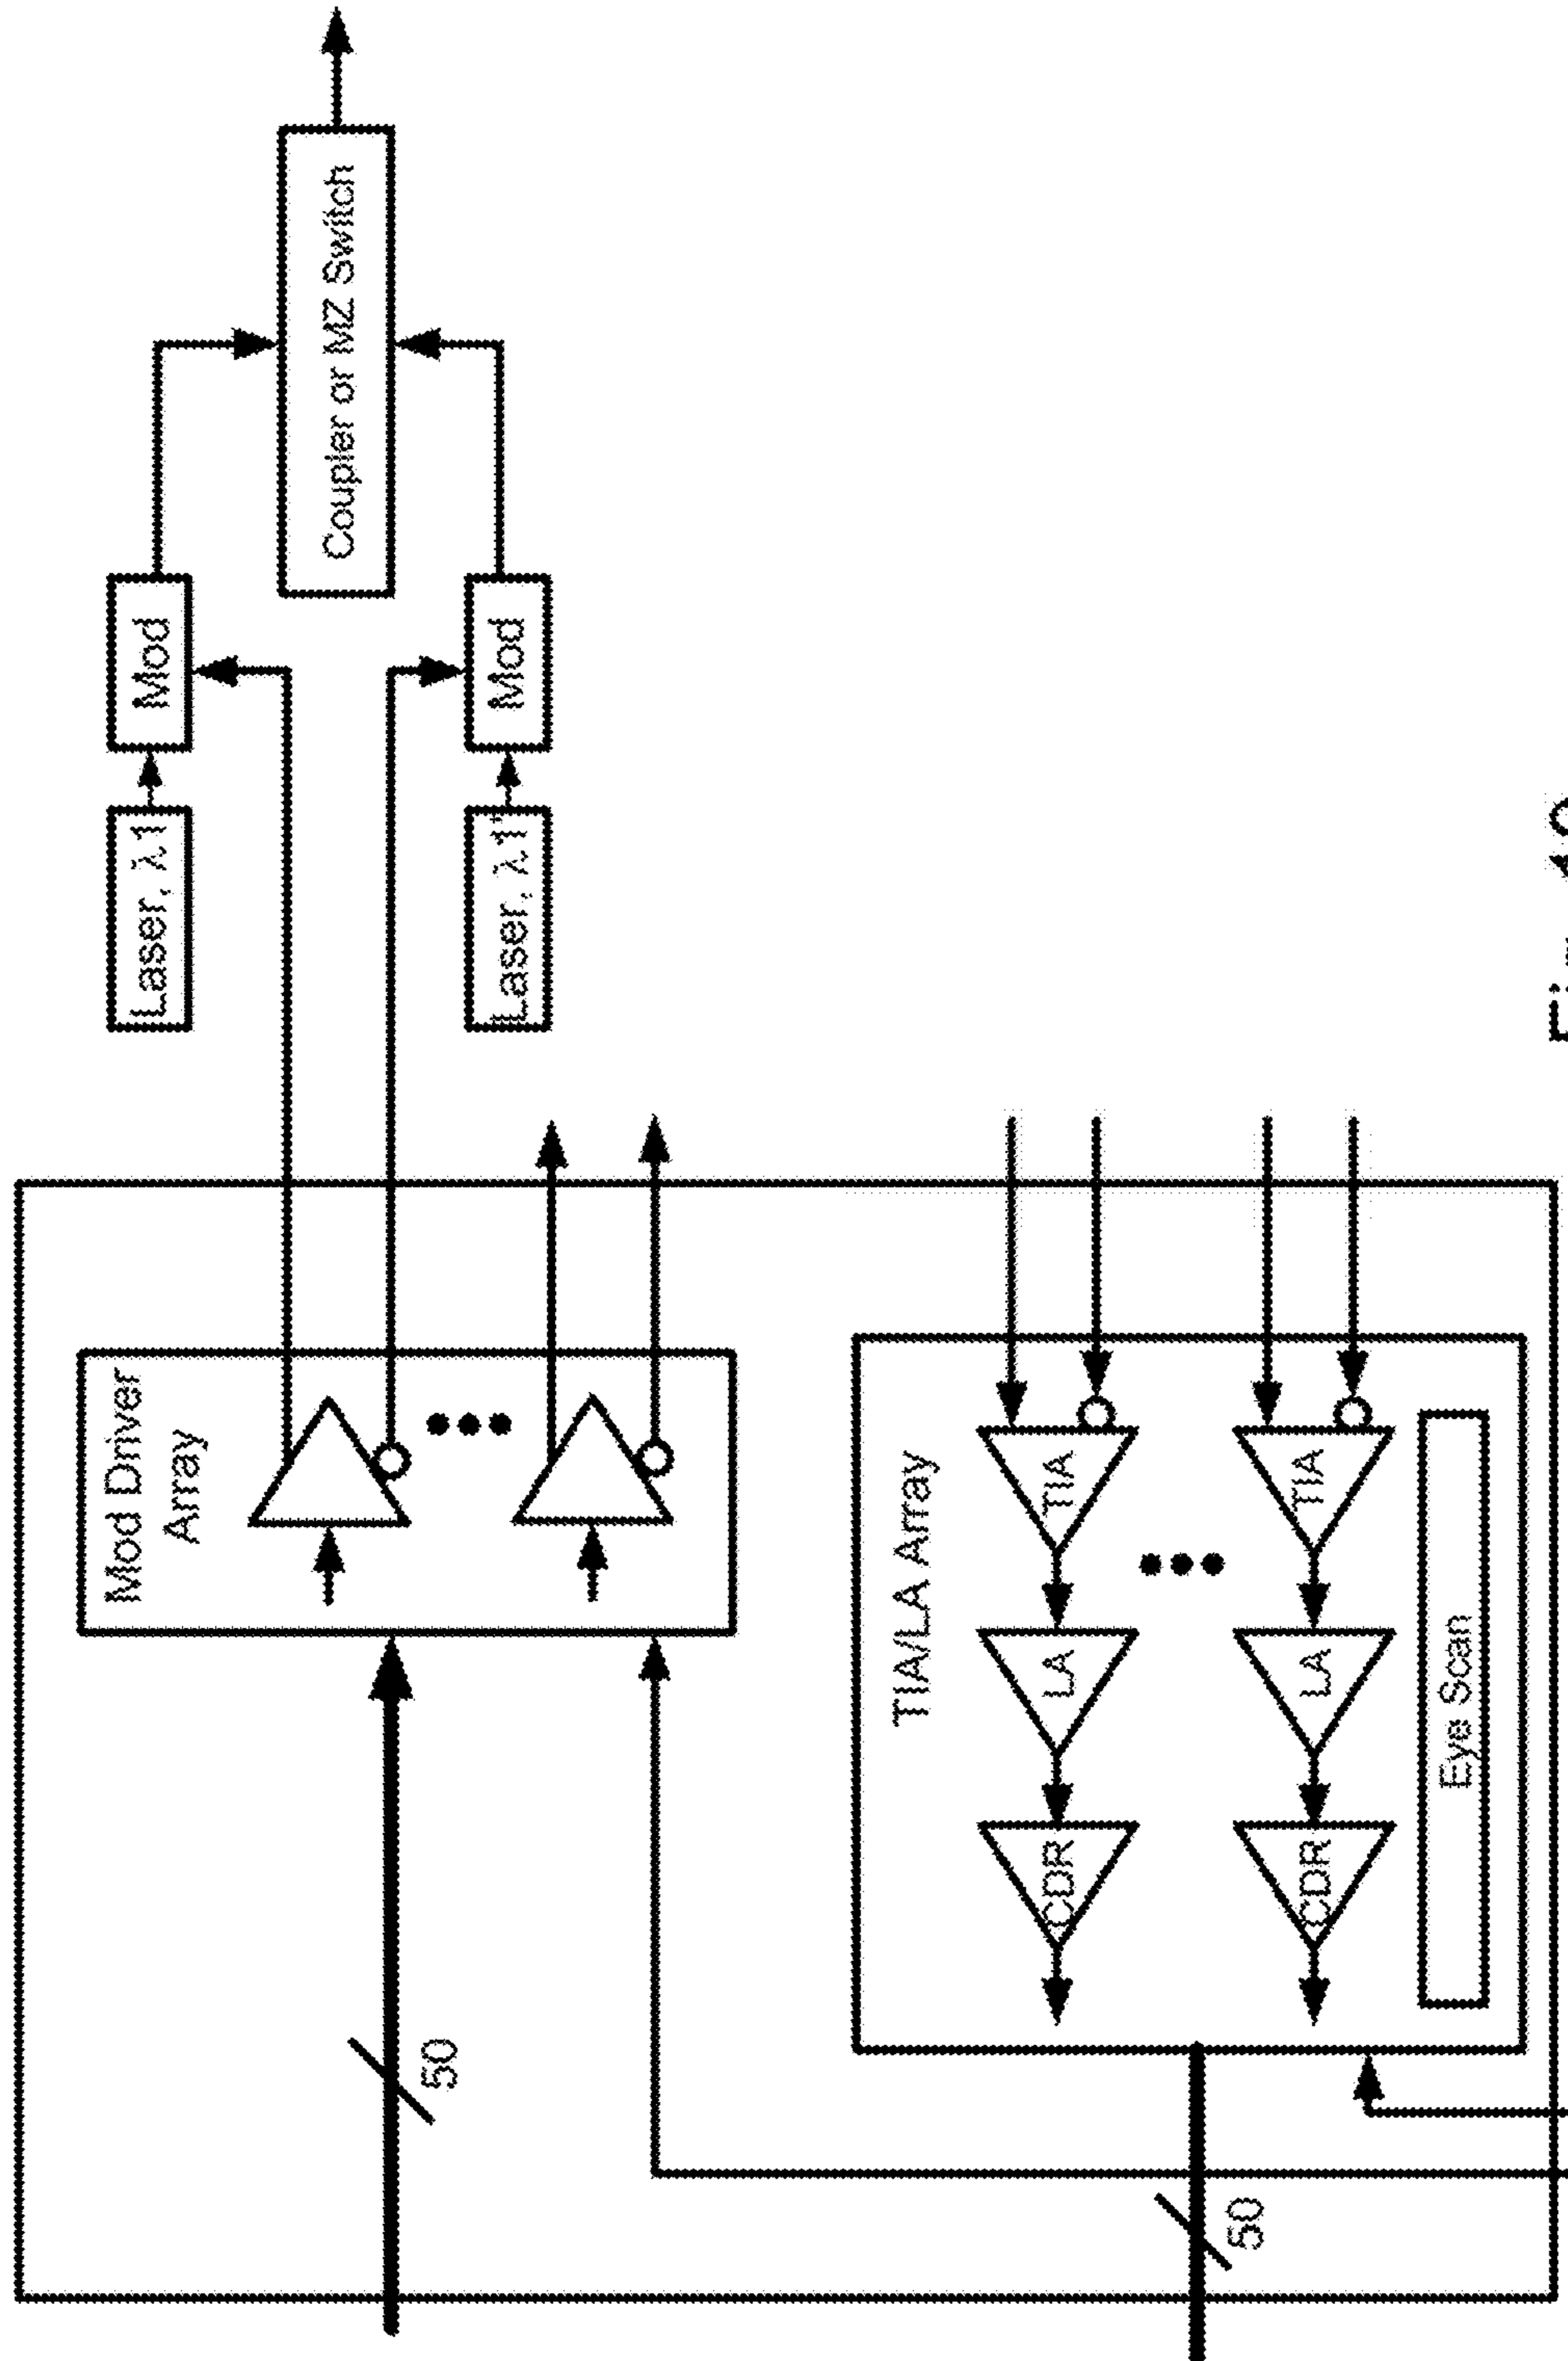 Mod Driver
Array
50
Laser, λ1
Mod
Coupler or MZ Switch
Laser, λ1'
Mod
TIA/LA Array
CDR
LA
TIA
CDR
LA
TIA
Eye Scan
50